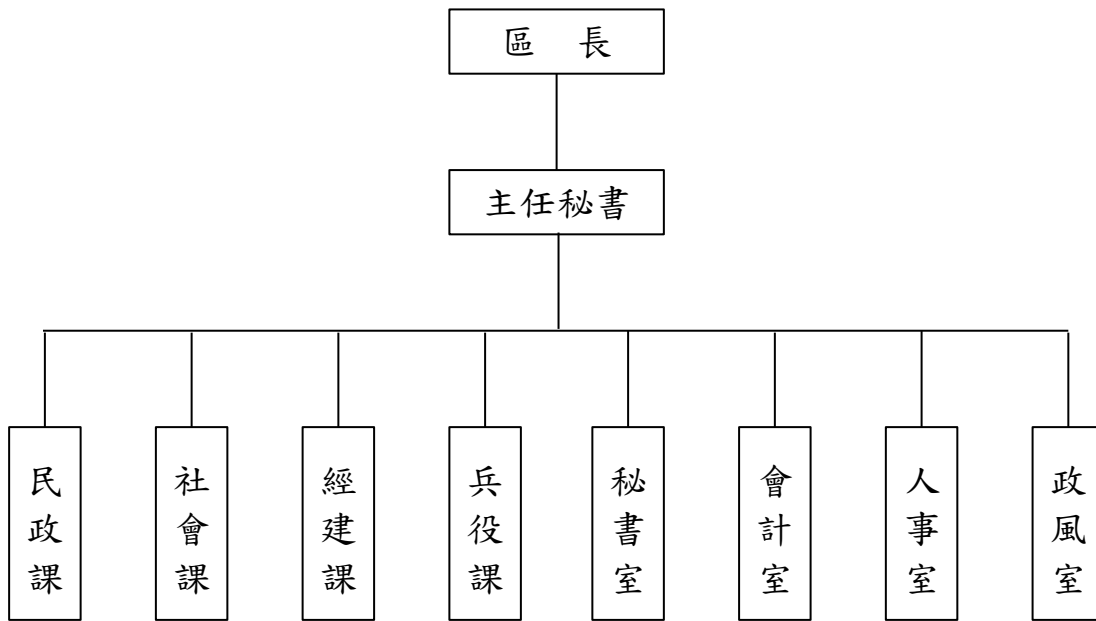 區 長
主任秘書
民政課
社會課
經建課
兵役課
秘書室
會計室
人事室
政風室